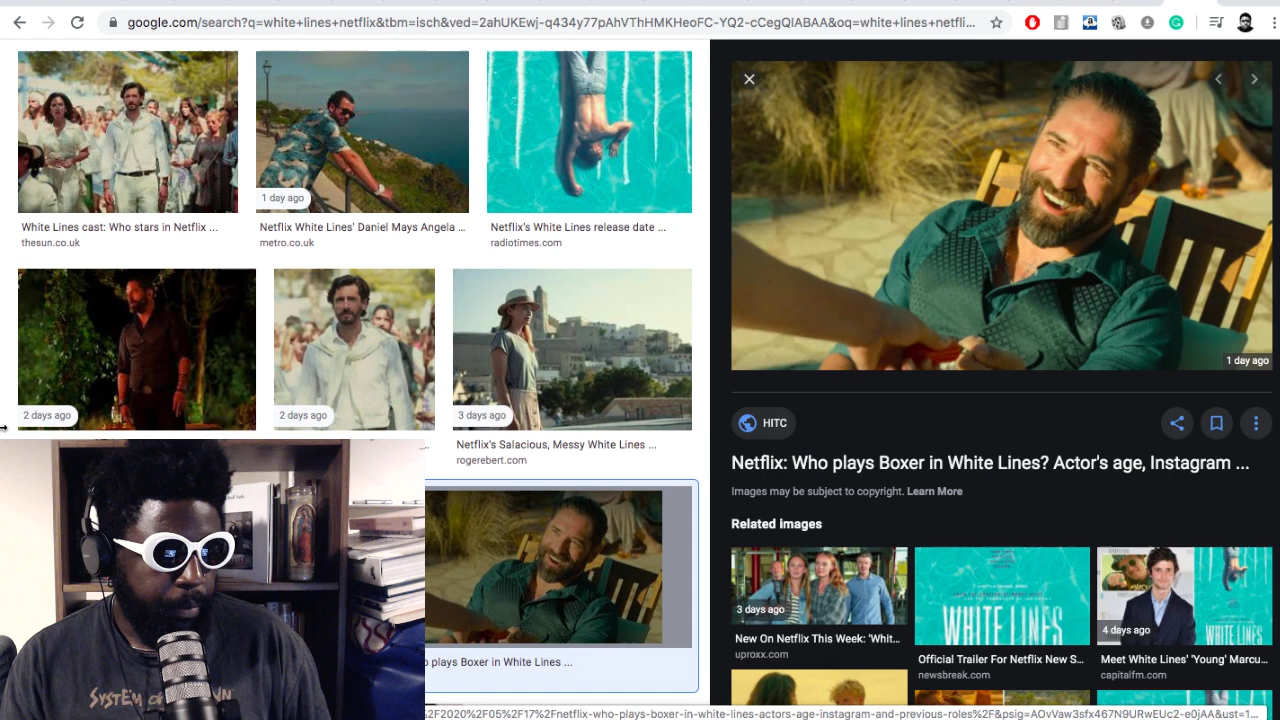 google.com/search?q=white+lines+netflix&tbm=isch&ved=2ahUKEwj-q434y77pAhVThHMKHeoFC-YQ2-cCegQIABAA&oq=white+lines+netfli...
1 day ago
White Lines cast: Who stars in Netflix ...
thesun.co.uk
Netflix White Lines' Daniel Mays Angela ...
metro.co.uk
Netflix's White Lines release date ...
radiotimes.com
2 days ago
2 days ago
3 days ago
Netflix's Salacious, Messy White Lines ...
rogerebert.com
o plays Boxer in White Lines ...
SYSTEM O
WN
1 day ago
HITC
Netflix: Who plays Boxer in White Lines? Actor's age, Instagram ...
Images may be subject to copyright. Learn More
Related images
3 days ago
New On Netflix This Week: 'Whit...
uproxx.com
WHITE LINES
Official Trailer For Netflix New S...
newsbreak.com
4 day ago
WHITE LINES
Meet White Lines' 'Young' Marcu...
capitalfm.com
52F2020%2F05%2F17%2Fnetflix-who-plays-boxer-in-white-lines-actors-age-instagram-and-previous-roles%2F&psig=AOvVaw3sfx467N9URwEUc2-e0jAA&ust=1...